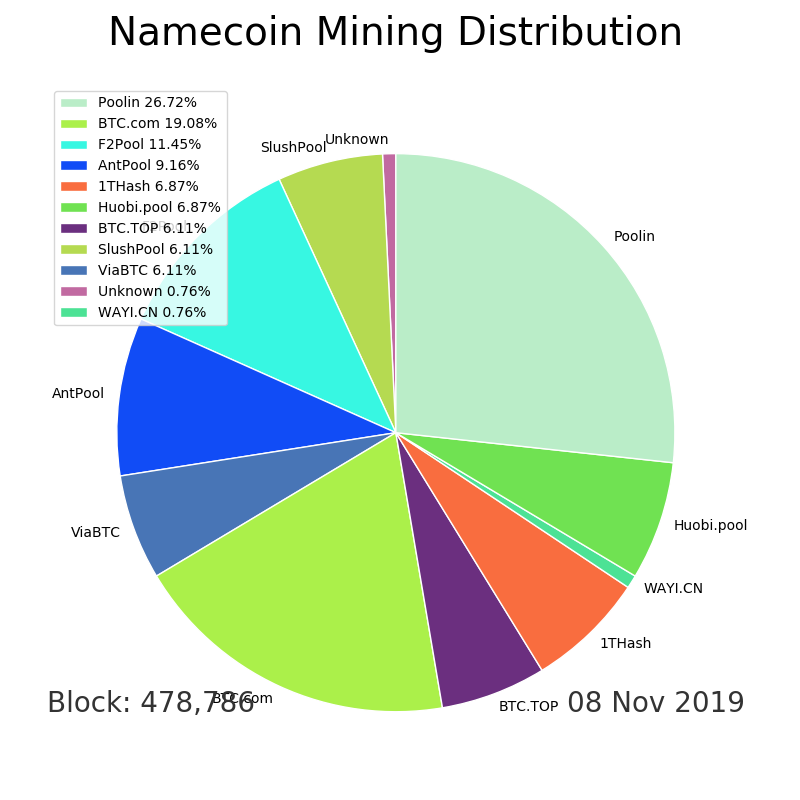 Namecoin Mining Distribution
Poolin 26.72%
BTC.com 19.08%
F2Pool 11.45%
AntPool 9.16%
1THash 6.87%
Huobi.pool 6.87%
BTC.TOP 6.11%
SlushPool 6.11%
ViaBTC 6.11%
Unknown 0.76%
WAYI.CN 0.76%
SlushPool
Unknown
Poolin
AntPool
ViaBTC
Huobi.pool
WAYI.CN
1THash
BTC.com
BTC.TOP
Block: 478,786
08 Nov 2019